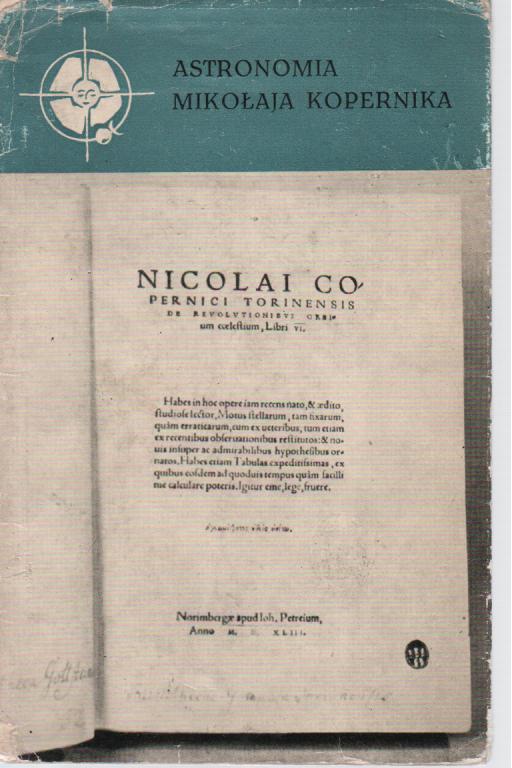 ASTRONOMIA
MIKOŁAJA KOPERNIKA
NICOLAI CO-
PERNICI TORINENSIS
DE REVOLVTIONIBVS ORBI-
um cœleſtium, Libri VI.
Habes in hoc opere iam recens nato, & ædito,
ſtudioſe lector, Motus ſtellarum, tam fixarum,
quàm erraticarum, cum ex ueteribus, tum etiam
ex recentibus obſeruationibus reſtitutos: & no-
uis inſuper ac admirabilibus hypotheſibus or-
natos. Habes etiam Tabulas expeditiſsimas, ex
quibus eoſdem ad quoduis tempus quàm facilli
me calculare poteris. Igitur eme, lege, fruere.
Norimbergæ apud Ioh. Petreium,
Anno M. D. XLIII.